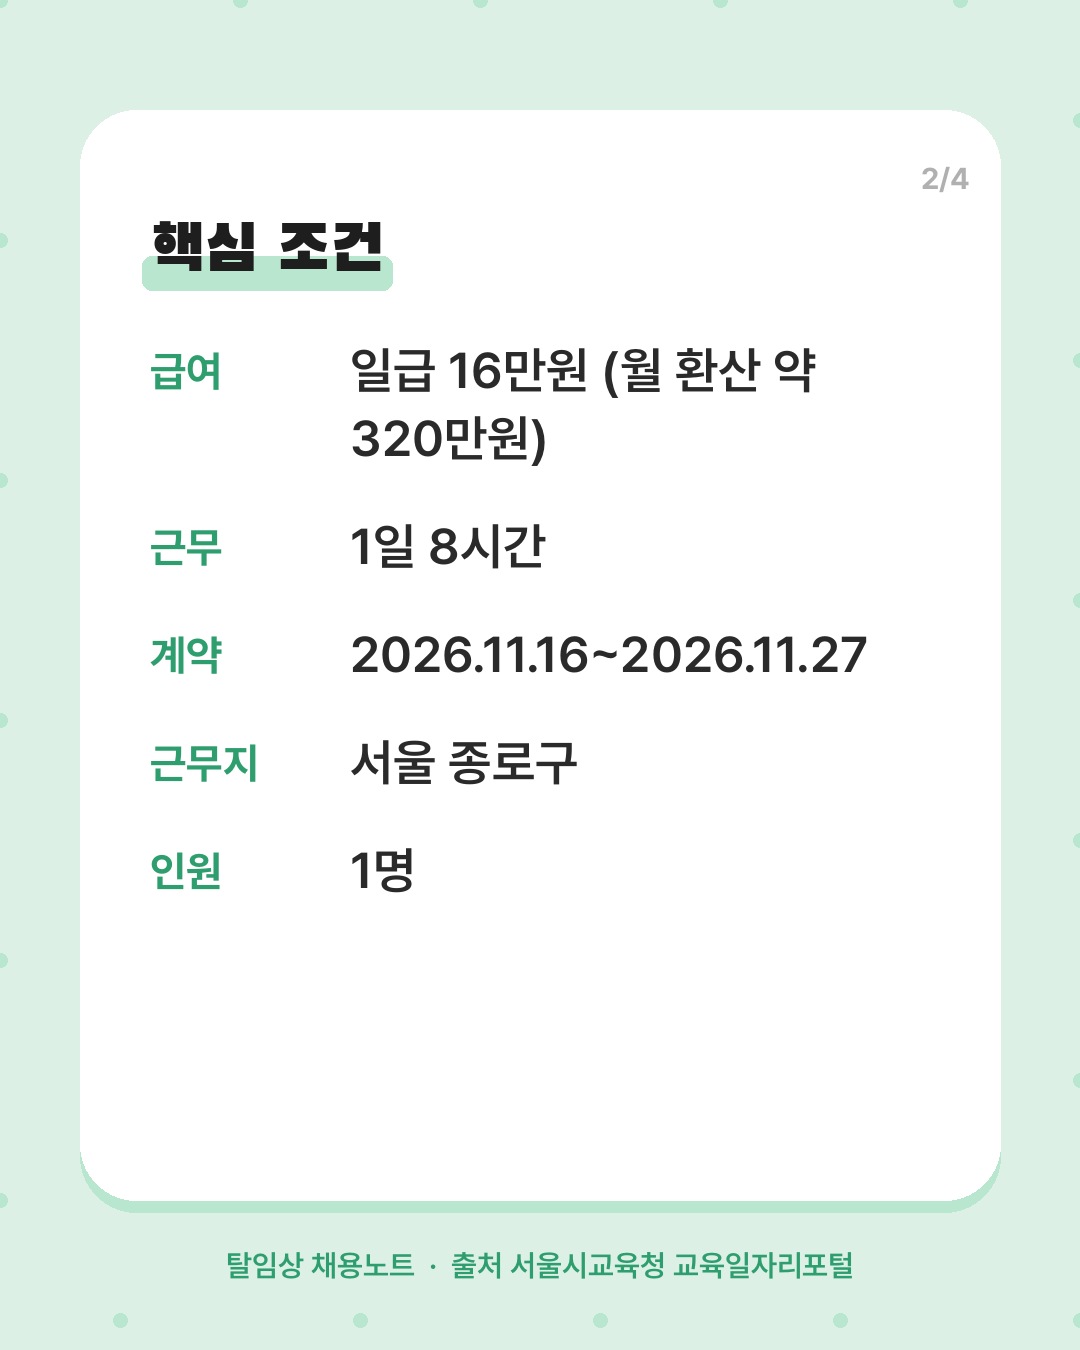 2/4
핵심 조건
급여 일급 16만원 (월 환산 약
320만원)
근무 1일 8시간
계약 2026.11.16~2026.11.27
근무지 서울 종로구
인원 1명
탈임상 채용노트 · 출처 서울시교육청 교육일자리포털